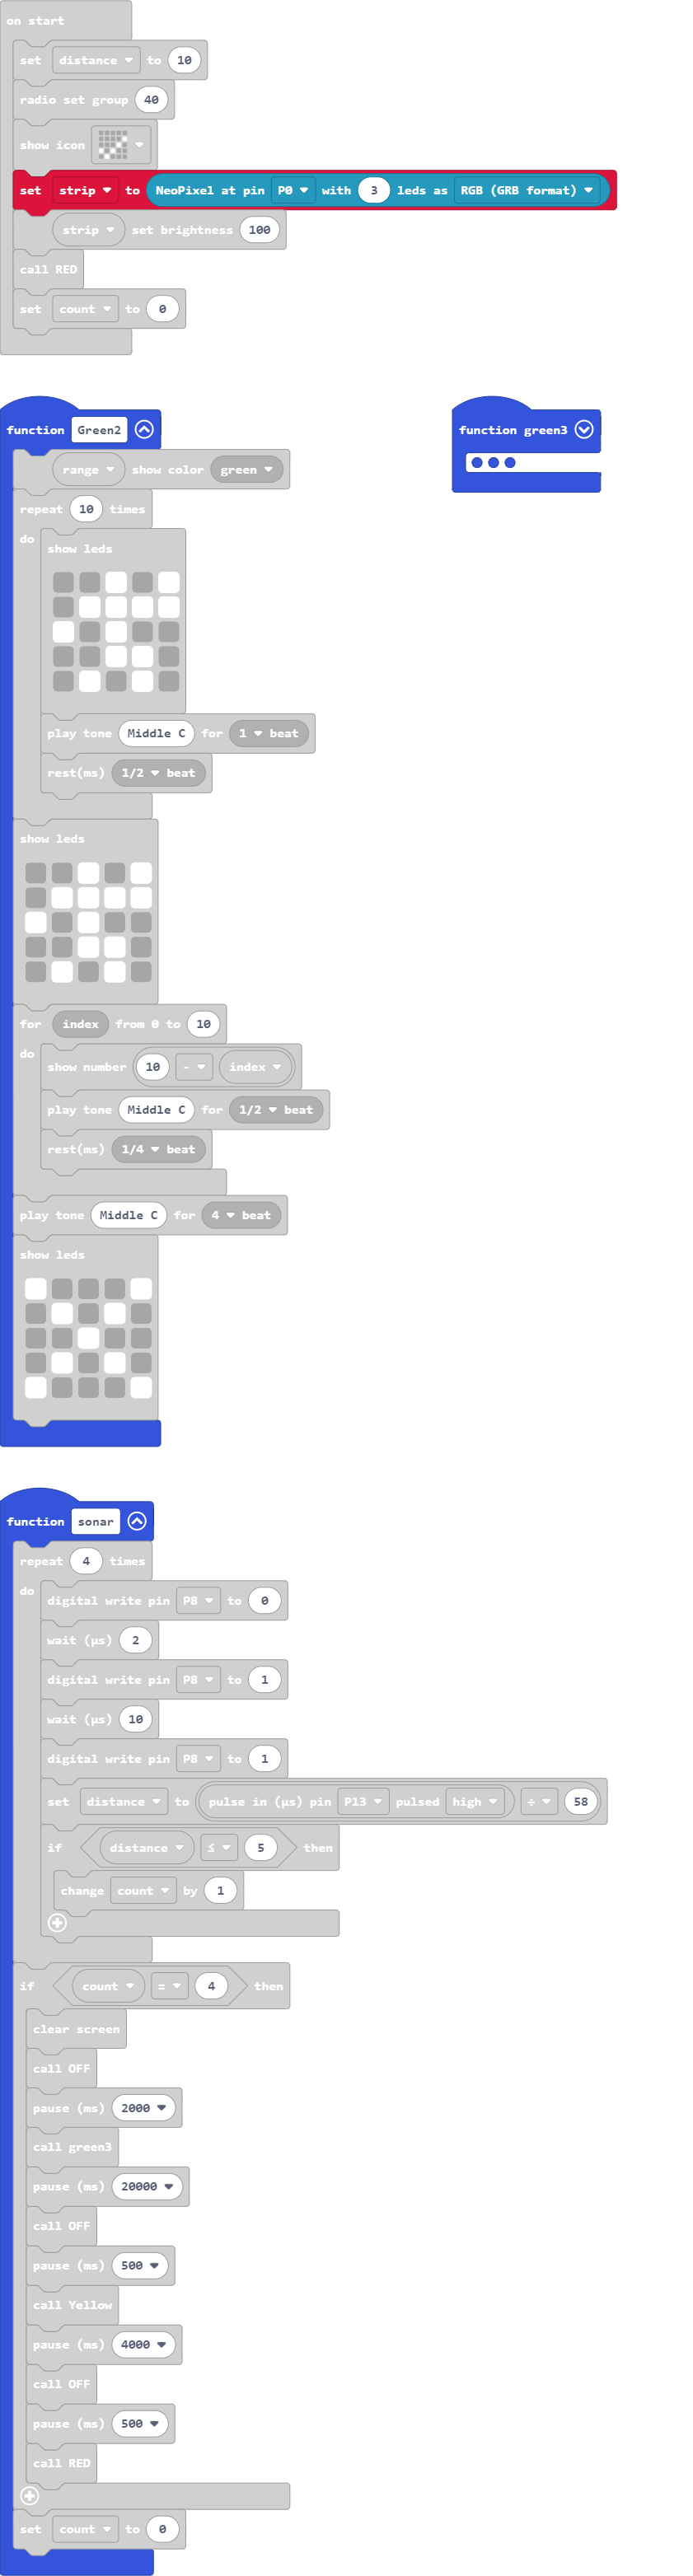 on start
set distance to 10
radio set group 40
show icon
set strip to NeoPixel at pin P0 with 3 leds as RGB (GRB format)
strip set brightness 100
call RED
set count to 0
function Green2
function green3
range show color green
repeat 10 times
do
show leds
play tone Middle C for 1 beat
rest(ms) 1/2 beat
show leds
for index from 0 to 10
do
show number 10 - index
play tone Middle C for 1/2 beat
rest(ms) 1/4 beat
play tone Middle C for 4 beat
show leds
function sonar
repeat 4 times
do
digital write pin P8 to 0
wait (µs) 2
digital write pin P8 to 1
wait (µs) 10
digital write pin P8 to 1
set distance to pulse in (µs) pin P13 pulsed high ÷ 58
if distance ≤ 5 then
change count by 1
if count = 4 then
clear screen
call OFF
pause (ms) 2000
call green3
pause (ms) 20000
call OFF
pause (ms) 500
call Yellow
pause (ms) 4000
call OFF
pause (ms) 500
call RED
set count to 0